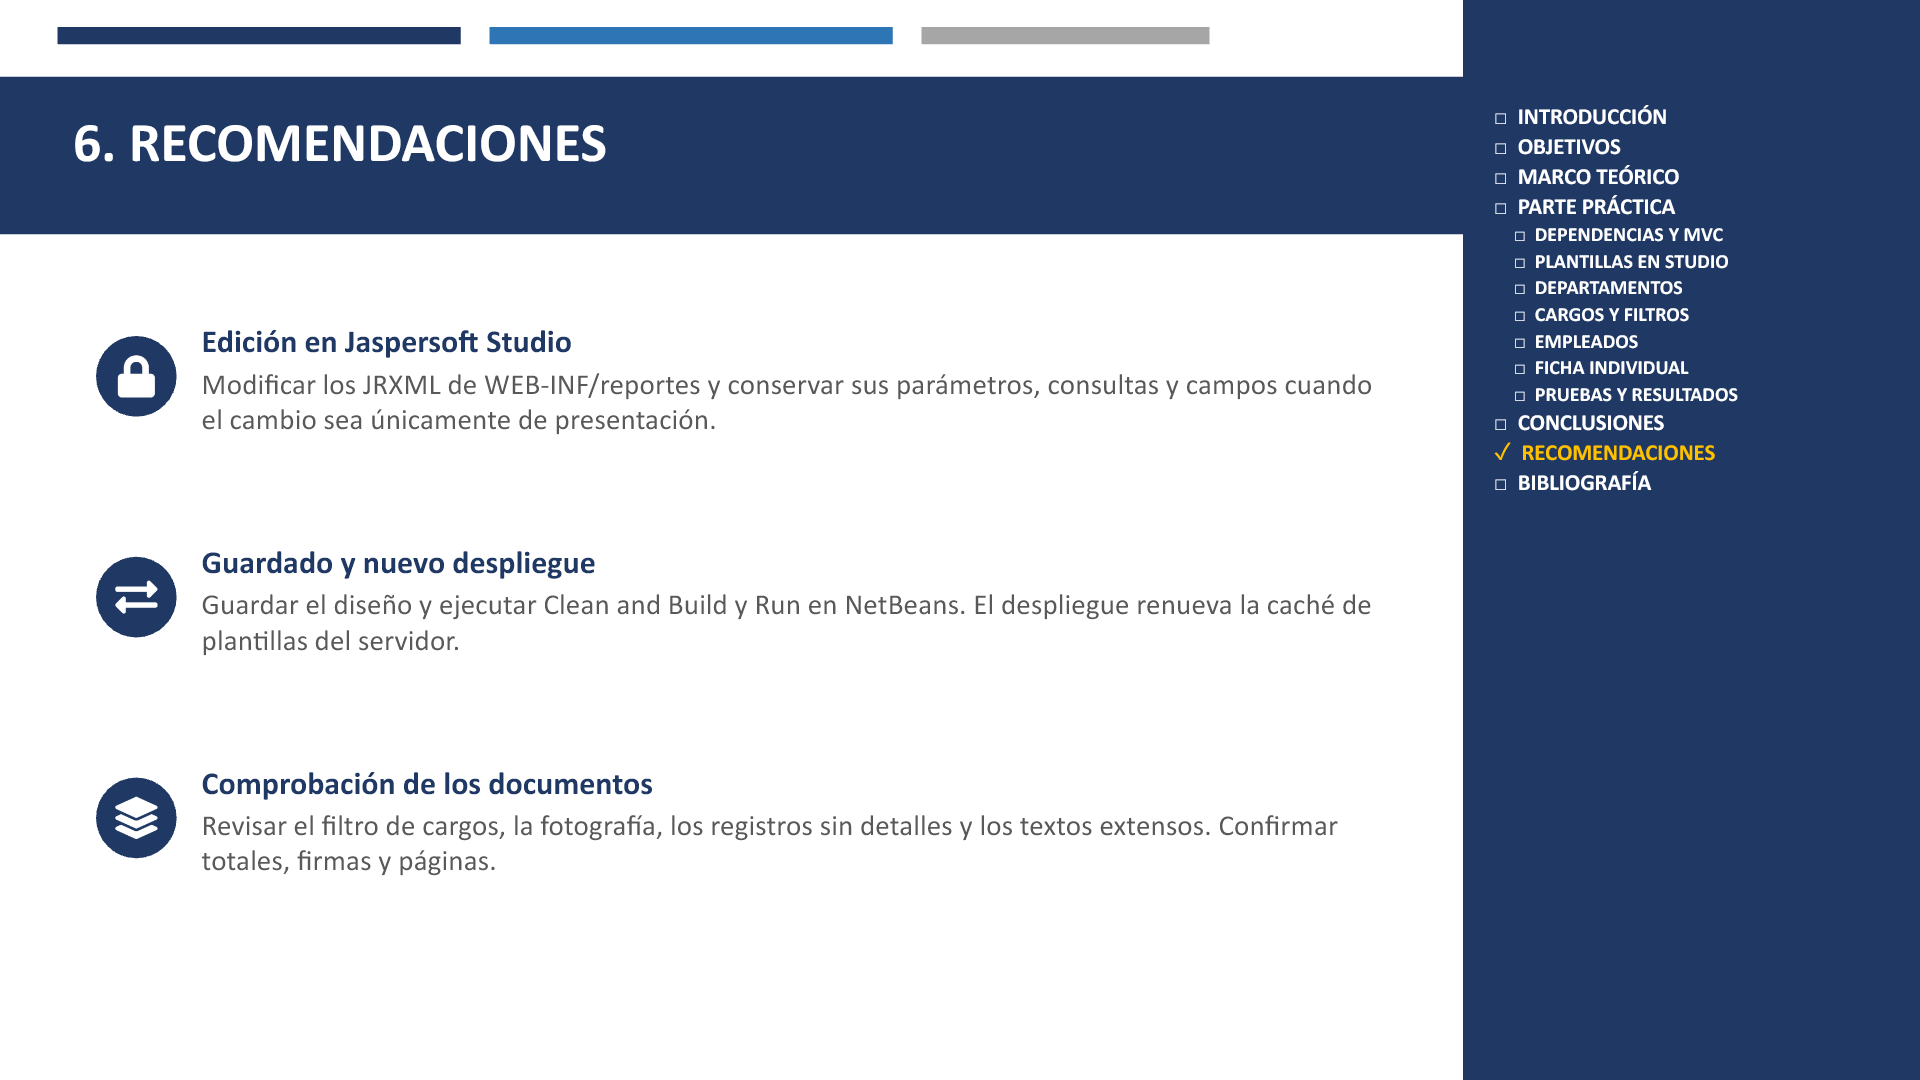 6. RECOMENDACIONES
Edición en Jaspersoft Studio
Modificar los JRXML de WEB-INF/reportes y conservar sus parámetros, consultas y campos cuando
el cambio sea únicamente de presentación.
Guardado y nuevo despliegue
Guardar el diseño y ejecutar Clean and Build y Run en NetBeans. El despliegue renueva la caché de
plantillas del servidor.
Comprobación de los documentos
Revisar el filtro de cargos, la fotografía, los registros sin detalles y los textos extensos. Confirmar
totales, firmas y páginas.
□ INTRODUCCIÓN
□ OBJETIVOS
□ MARCO TEÓRICO
□ PARTE PRÁCTICA
□ DEPENDENCIAS Y MVC
□ PLANTILLAS EN STUDIO
□ DEPARTAMENTOS
□ CARGOS Y FILTROS
□ EMPLEADOS
□ FICHA INDIVIDUAL
□ PRUEBAS Y RESULTADOS
□ CONCLUSIONES
✓ RECOMENDACIONES
□ BIBLIOGRAFÍA